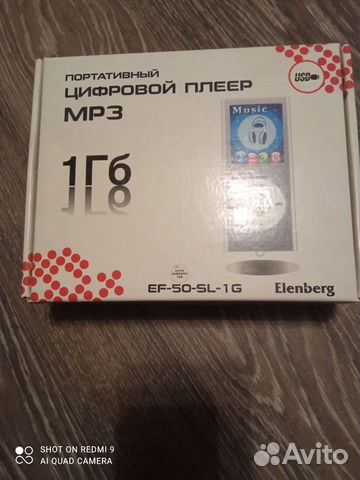 ПОРТАТИВНЫЙ
ЦИФРОВОЙ ПЛЕЕР
MP3
USB
Music
1Гб
EF-50-SL-1G
Elenberg
SHOT ON REDMI 9
AI QUAD CAMERA
Avito